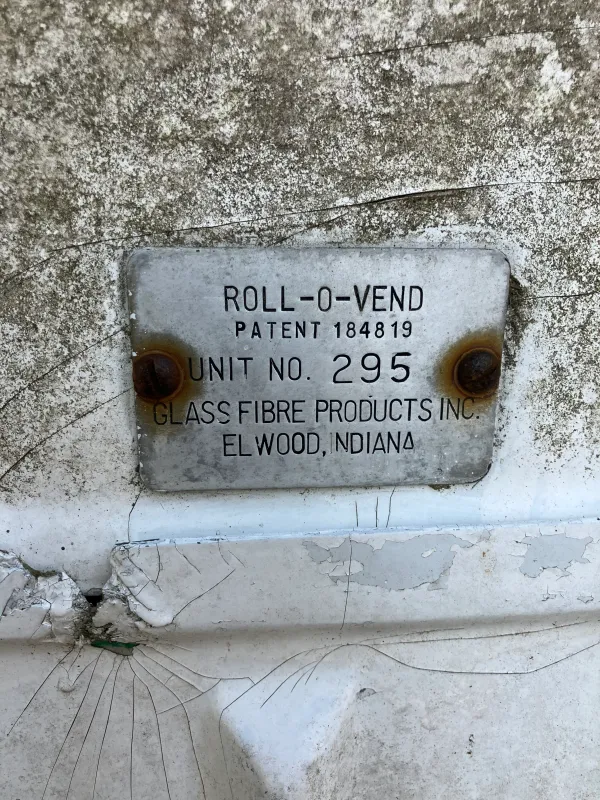 ROLL-O-VEND
PATENT 184819
UNIT NO. 295
GLASS FIBRE PRODUCTS INC.
ELWOOD, INDIANA